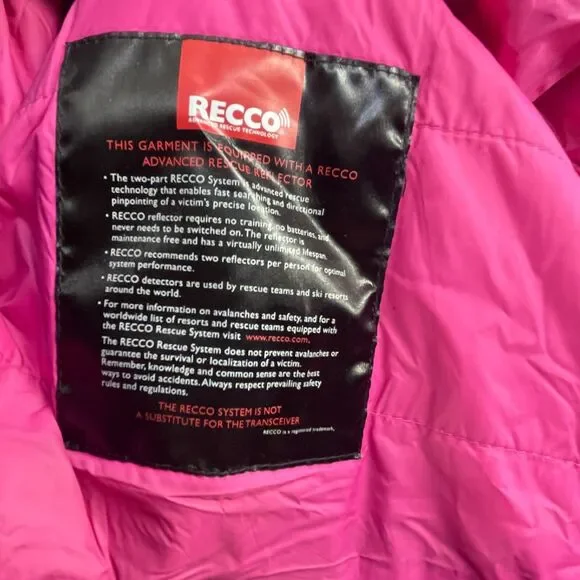 RECCO
ADVANCED RESCUE TECHNOLOGY
THIS GARMENT IS EQUIPPED WITH A RECCO
ADVANCED RESCUE REFLECTOR
• The two-part RECCO System is advanced rescue
technology that enables fast searching and directional
pinpointing of a victim's precise location.
• RECCO reflector requires no training, no batteries, and
never needs to be switched on. The reflector is
maintenance free and has a virtually unlimited lifespan.
• RECCO recommends two reflectors per person for optimal
system performance.
• RECCO detectors are used by rescue teams and ski resorts
around the world.
• For more information on avalanches and safety, and for a
worldwide list of resorts and rescue teams equipped with
the RECCO Rescue System visit www.recco.com.
The RECCO Rescue System does not prevent avalanches or
guarantee the survival or localization of a victim.
Remember, knowledge and common sense are the best
ways to avoid accidents. Always respect prevailing safety
rules and regulations.
THE RECCO SYSTEM IS NOT
A SUBSTITUTE FOR THE TRANSCEIVER
RECCO is a registered trademark.